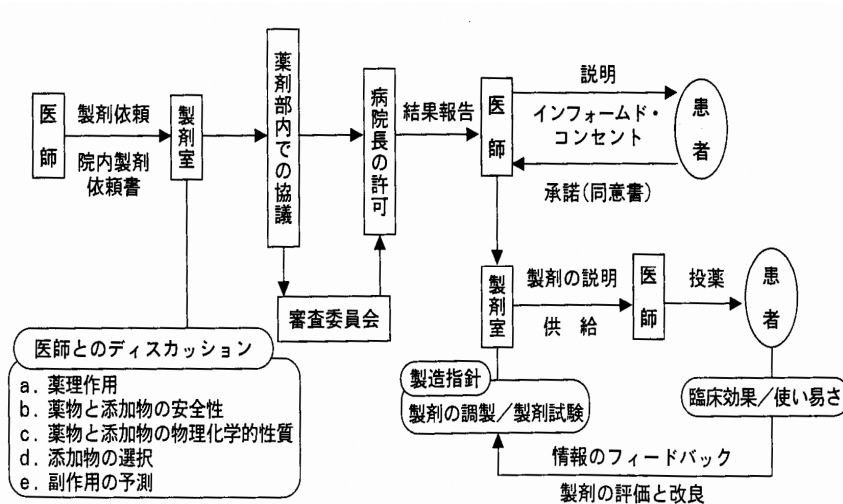 医師
製剤依頼
院内製剤
依頼書
製剤室
薬剤部内での協議
審査委員会
病院長の許可
結果報告
医師
説明
インフォームド・
コンセント
承諾(同意書)
患者
製剤室
製剤の説明
供給
医師
投薬
患者
医師とのディスカッション
a. 薬理作用
b. 薬物と添加物の安全性
c. 薬物と添加物の物理化学的性質
d. 添加物の選択
e. 副作用の予測
製造指針
製剤の調製/製剤試験
臨床効果/使い易さ
情報のフィードバック
製剤の評価と改良